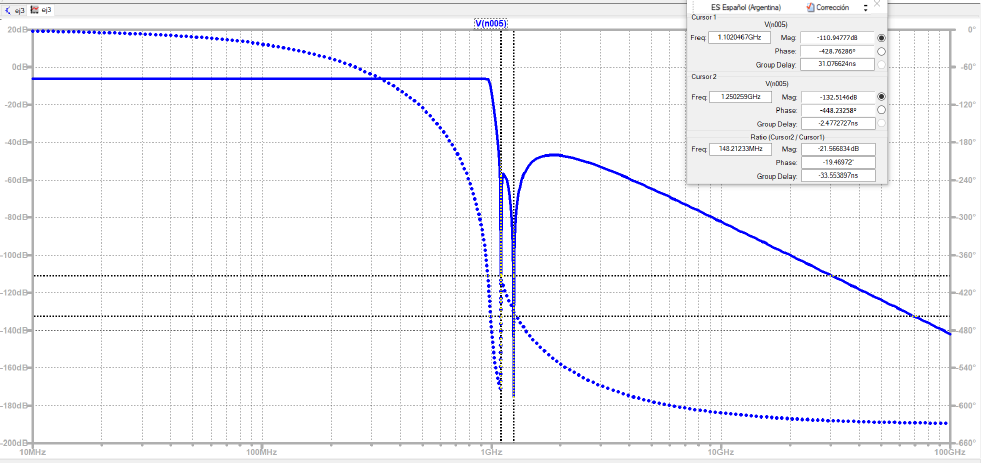 ej3 ej3
ES Español (Argentina) Corrección
Cursor 1
V(n005)
Freq: 1.1020467GHz Mag: -110.94777dB
Phase: -428.76286°
Group Delay: 31.076624ns
Cursor 2
V(n005)
Freq: 1.250259GHz Mag: -132.5146dB
Phase: -448.23258°
Group Delay: -2.4772727ns
Ratio (Cursor2 / Cursor1)
Freq: 148.21233MHz Mag: -21.566834dB
Phase: -19.46972°
Group Delay: -33.553897ns
V(n005)
20dB 0°
0dB -60°
-20dB -120°
-40dB -180°
-60dB -240°
-80dB -300°
-100dB -360°
-120dB -420°
-140dB -480°
-160dB -540°
-180dB -600°
-200dB -660°
10MHz 100MHz 1GHz 10GHz 100GHz